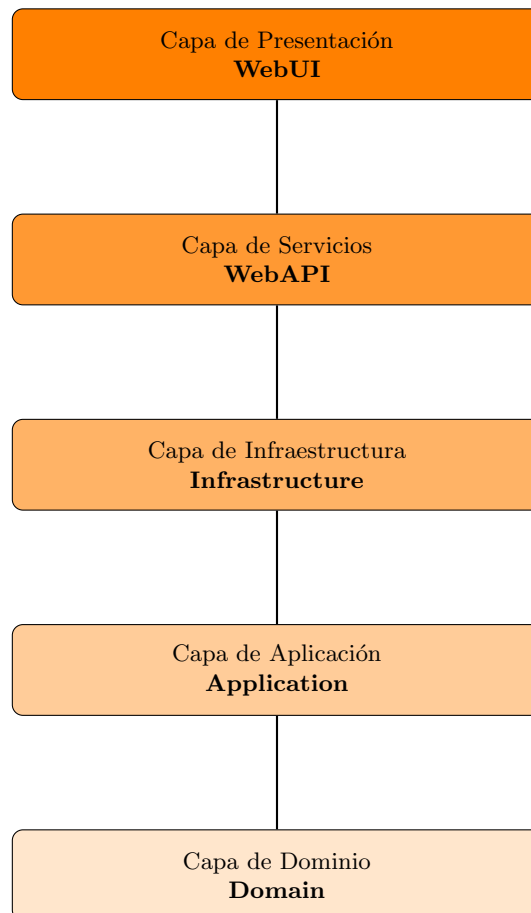 Capa de Presentación
WebUI
Capa de Servicios
WebAPI
Capa de Infraestructura
Infrastructure
Capa de Aplicación
Application
Capa de Dominio
Domain